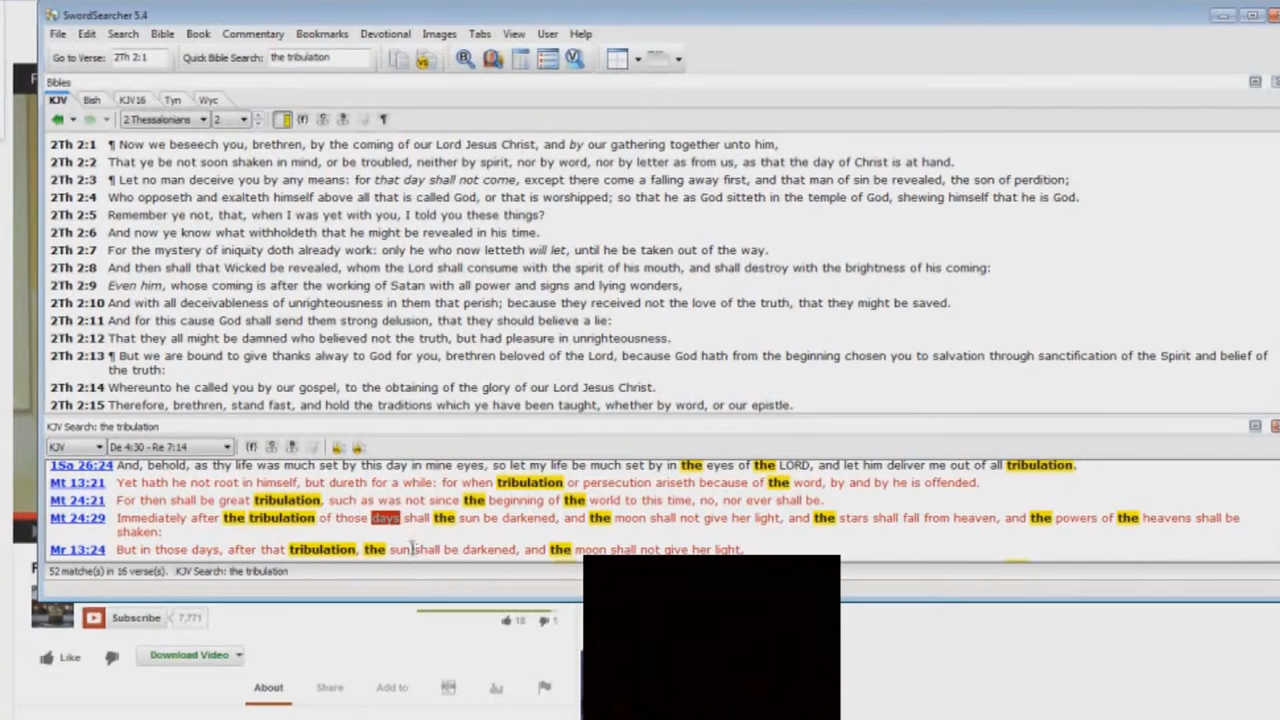 SwordSearcher 5.4
File Edit Search Bible Book Commentary Bookmarks Devotional Images Tabs View User Help
Go to Verse: 2Th 2:1 Quick Bible Search: the tribulation
Bibles
KJV Bish KJV16 Tyn Wyc
2 Thessalonians 2
2Th 2:1 ¶ Now we beseech you, brethren, by the coming of our Lord Jesus Christ, and by our gathering together unto him,
2Th 2:2 That ye be not soon shaken in mind, or be troubled, neither by spirit, nor by word, nor by letter as from us, as that the day of Christ is at hand.
2Th 2:3 ¶ Let no man deceive you by any means: for that day shall not come, except there come a falling away first, and that man of sin be revealed, the son of perdition;
2Th 2:4 Who opposeth and exalteth himself above all that is called God, or that is worshipped; so that he as God sitteth in the temple of God, shewing himself that he is God.
2Th 2:5 Remember ye not, that, when I was yet with you, I told you these things?
2Th 2:6 And now ye know what withholdeth that he might be revealed in his time.
2Th 2:7 For the mystery of iniquity doth already work: only he who now letteth will let, until he be taken out of the way.
2Th 2:8 And then shall that Wicked be revealed, whom the Lord shall consume with the spirit of his mouth, and shall destroy with the brightness of his coming:
2Th 2:9 Even him, whose coming is after the working of Satan with all power and signs and lying wonders,
2Th 2:10 And with all deceivableness of unrighteousness in them that perish; because they received not the love of the truth, that they might be saved.
2Th 2:11 And for this cause God shall send them strong delusion, that they should believe a lie:
2Th 2:12 That they all might be damned who believed not the truth, but had pleasure in unrighteousness.
2Th 2:13 ¶ But we are bound to give thanks alway to God for you, brethren beloved of the Lord, because God hath from the beginning chosen you to salvation through sanctification of the Spirit and belief of
the truth:
2Th 2:14 Whereunto he called you by our gospel, to the obtaining of the glory of our Lord Jesus Christ.
2Th 2:15 Therefore, brethren, stand fast, and hold the traditions which ye have been taught, whether by word, or our epistle.
KJV Search: the tribulation
KJV De 4:30 - Re 7:14
1Sa 26:24 And, behold, as thy life was much set by this day in mine eyes, so let my life be much set by in the eyes of the LORD, and let him deliver me out of all tribulation.
Mt 13:21 Yet hath he not root in himself, but dureth for a while: for when tribulation or persecution ariseth because of the word, by and by he is offended.
Mt 24:21 For then shall be great tribulation, such as was not since the beginning of the world to this time, no, nor ever shall be.
Mt 24:29 Immediately after the tribulation of those days shall the sun be darkened, and the moon shall not give her light, and the stars shall fall from heaven, and the powers of the heavens shall be
shaken:
Mr 13:24 But in those days, after that tribulation, the sun shall be darkened, and the moon shall not give her light,
52 matche(s) in 16 verse(s). KJV Search: the tribulation
Subscribe 7,771
18 1
Like Download Video
About Share Add to